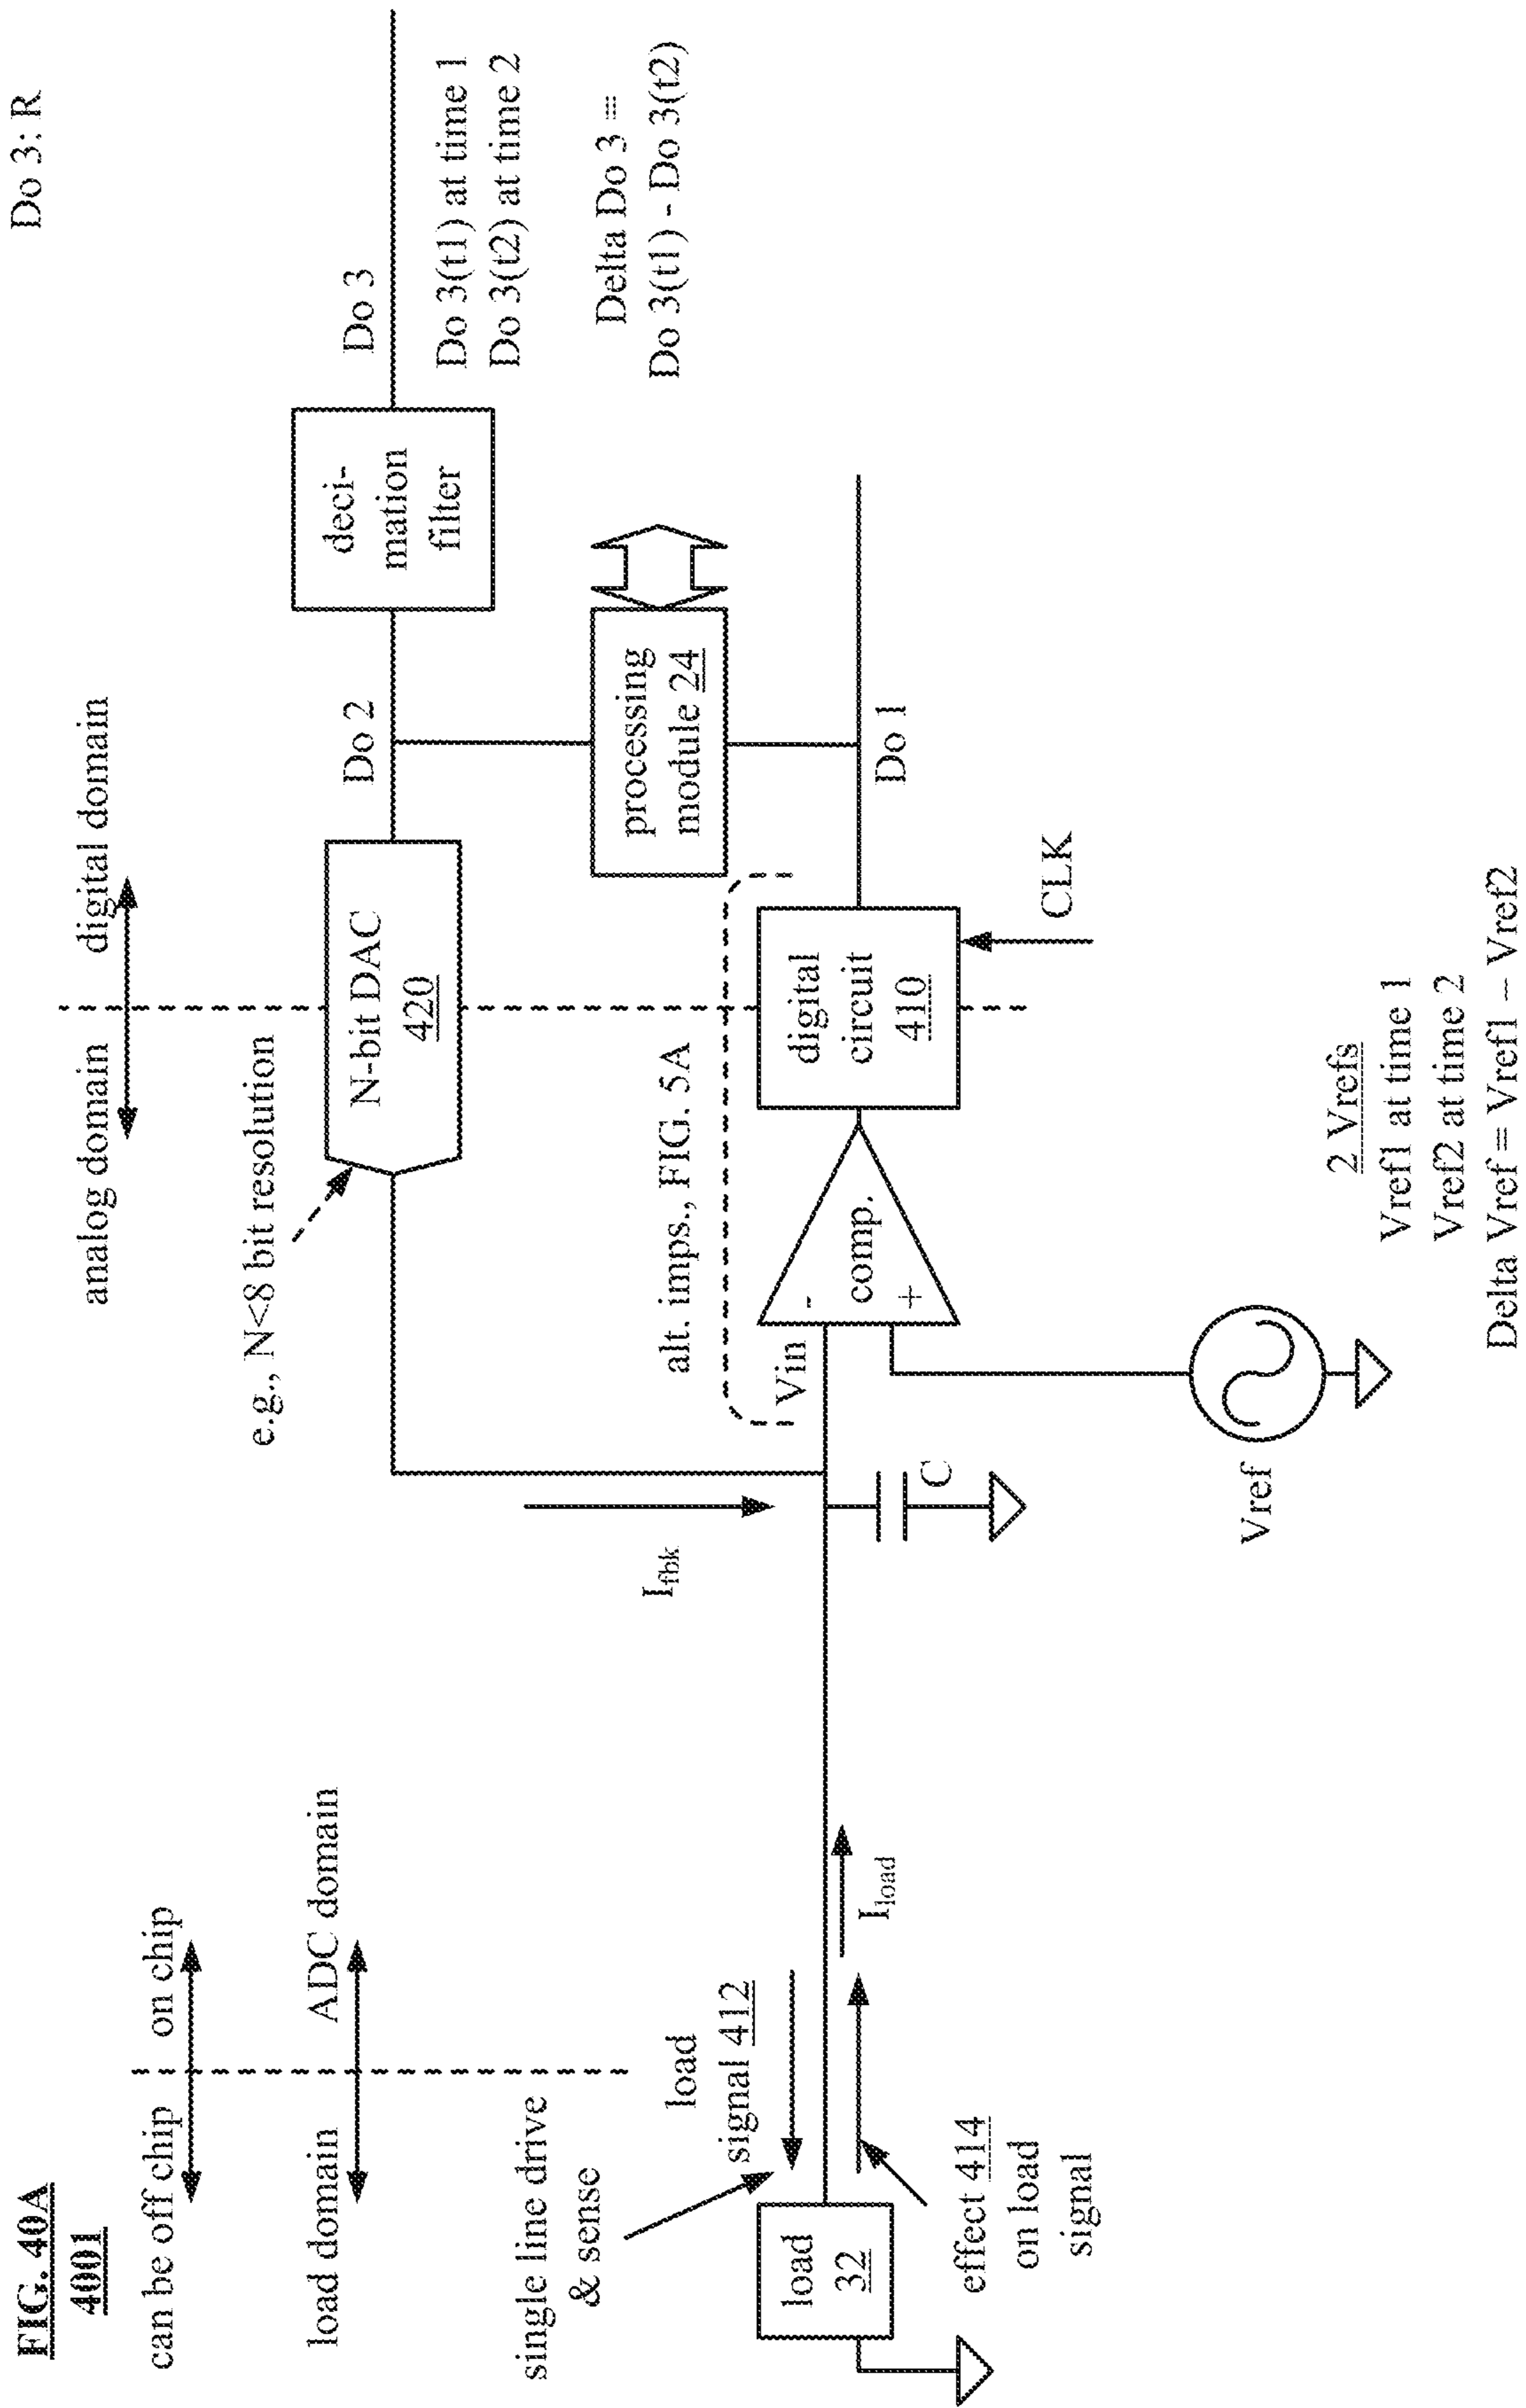 FIG. 40A
4001
can be off chip
on chip
load domain
ADC domain
single line drive
& sense
load
signal 412
load
32
effect 414
on load
signal
Iload
Ifbk
analog domain
digital domain
e.g., N<8 bit resolution
N-bit DAC
420
alt. imps., FIG. 5A
Vin
-
comp.
+
C
Vref
digital
circuit
410
CLK
Do 1
Do 2
processing
module 24
deci-
mation
filter
Do 3
Do 3: R
Do 3(t1) at time 1
Do 3(t2) at time 2
Delta Do 3 =
Do 3(t1) - Do 3(t2)
2 Vrefs
Vref1 at time 1
Vref2 at time 2
Delta Vref = Vref1 – Vref2